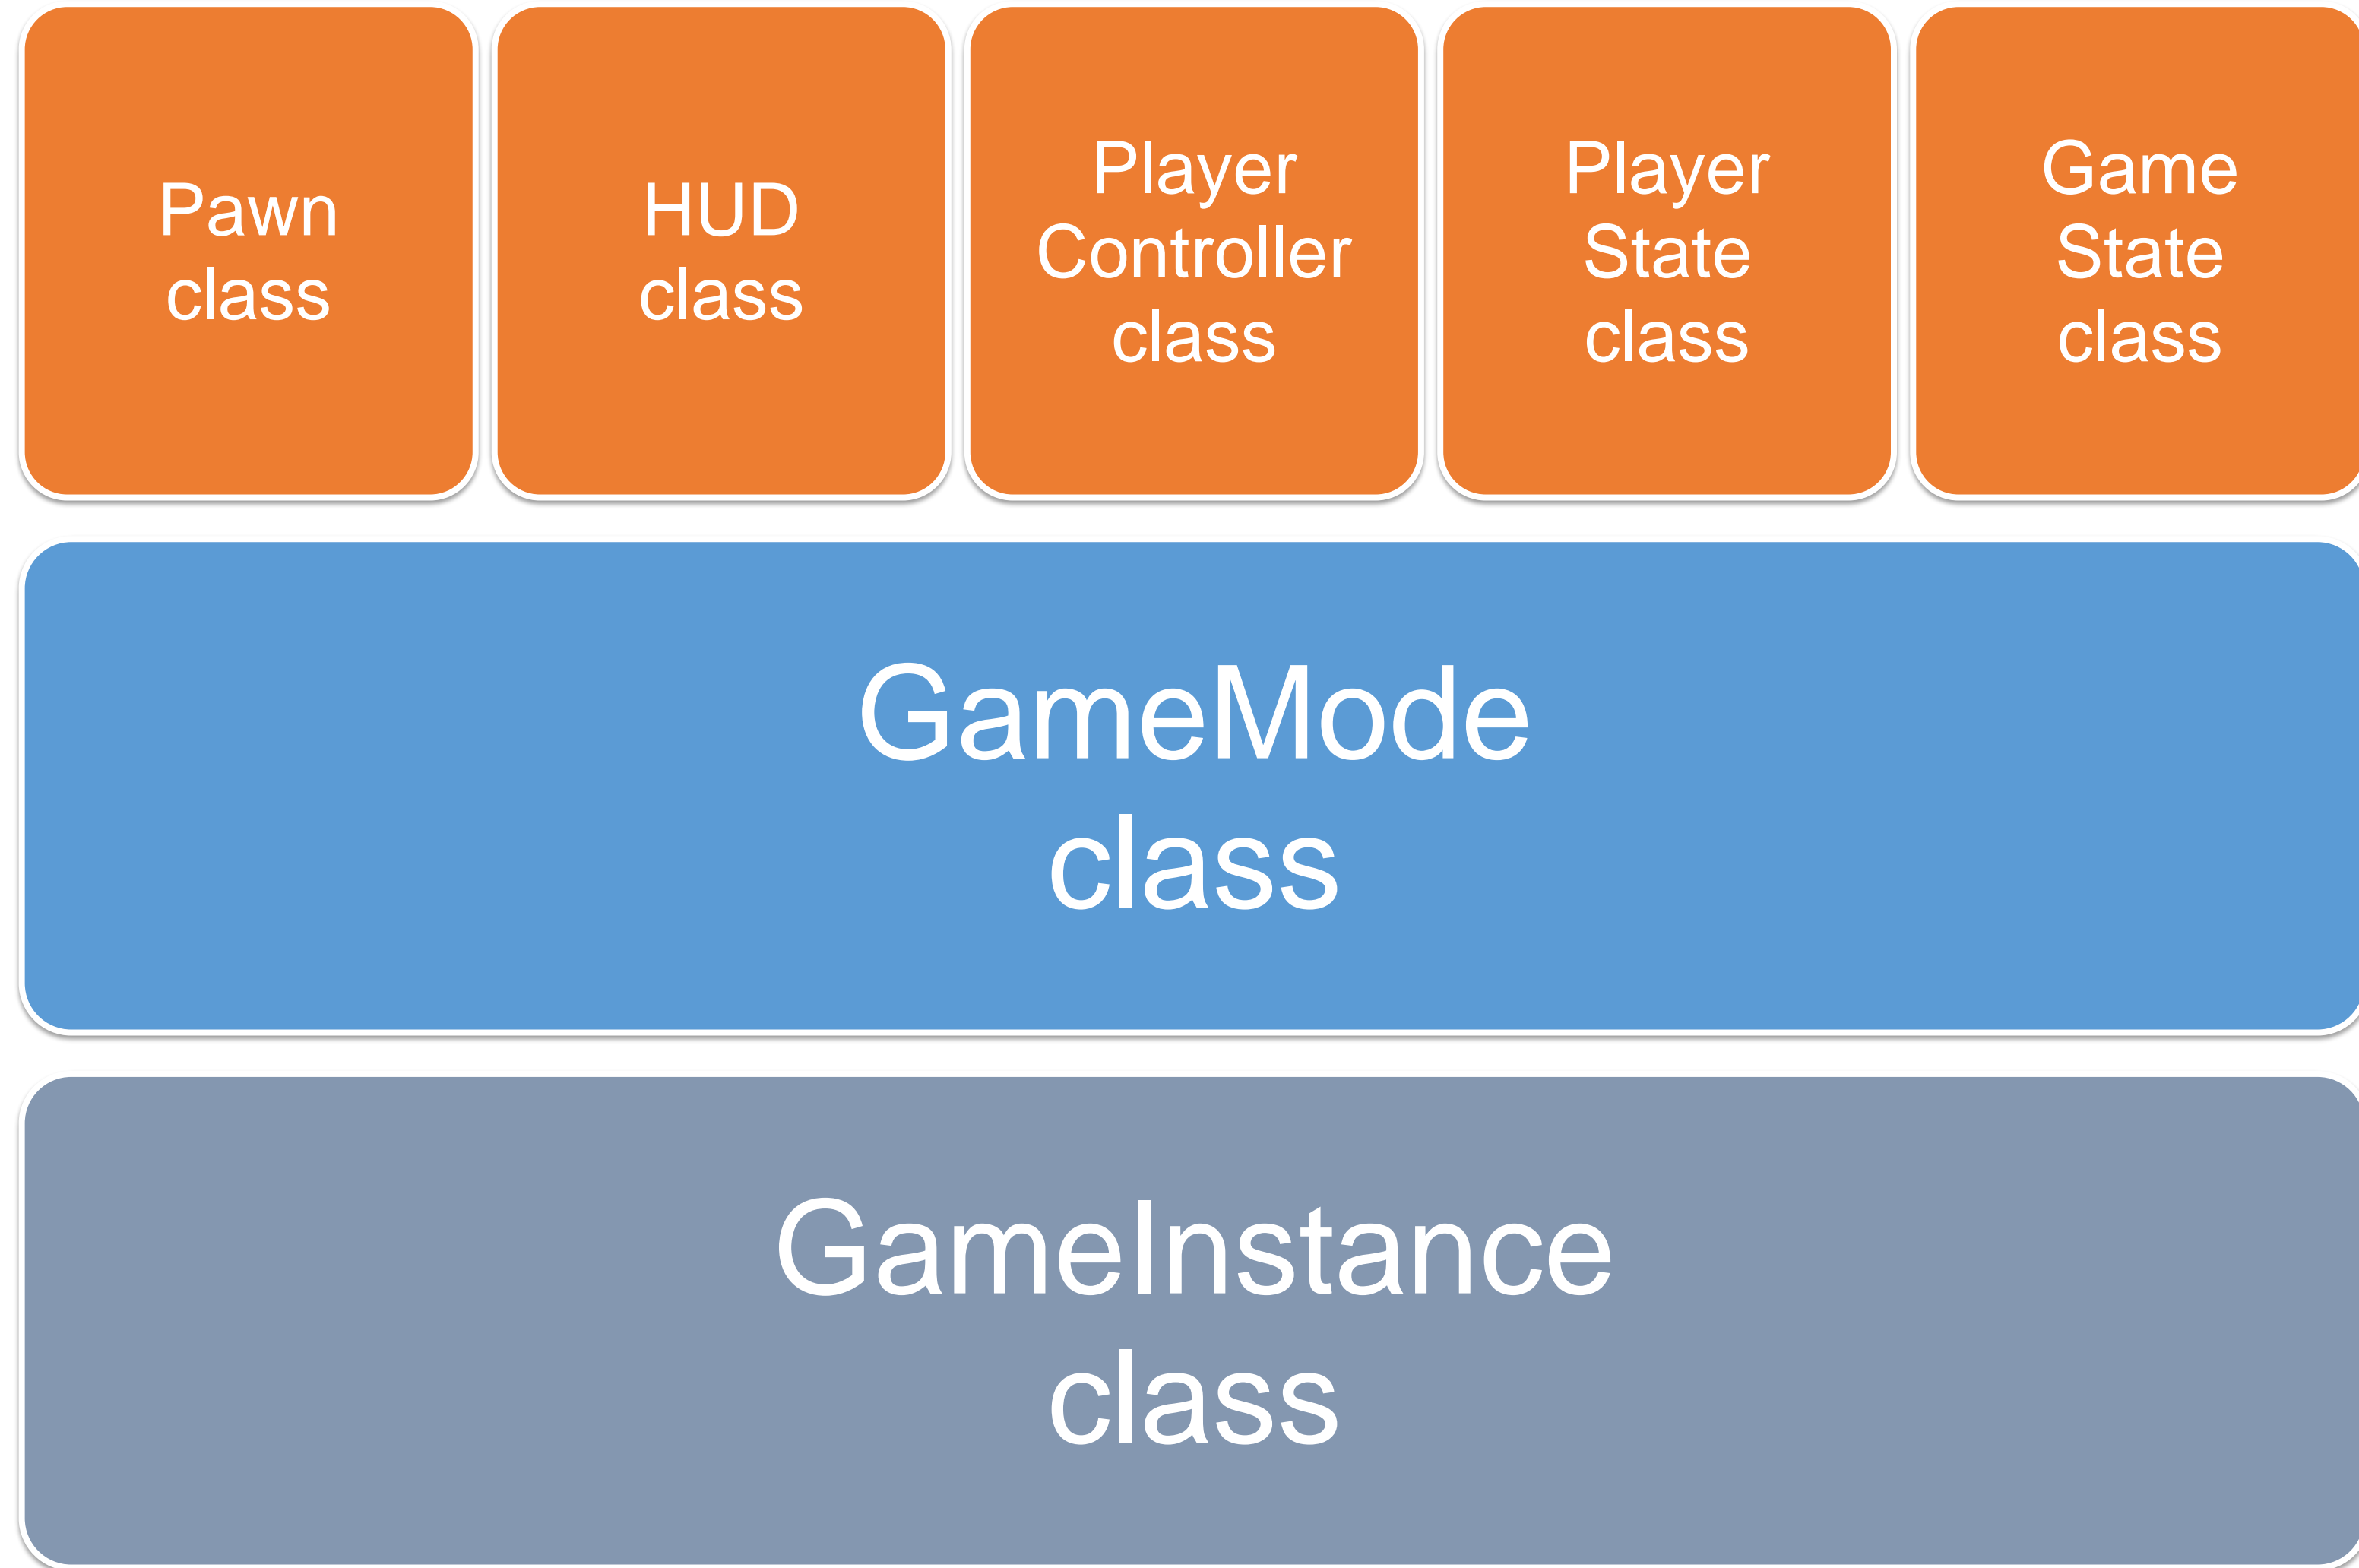 Pawn
class
HUD
class
Player
Controller
class
Player
State
class
Game
State
class
GameMode
class
GameInstance
class